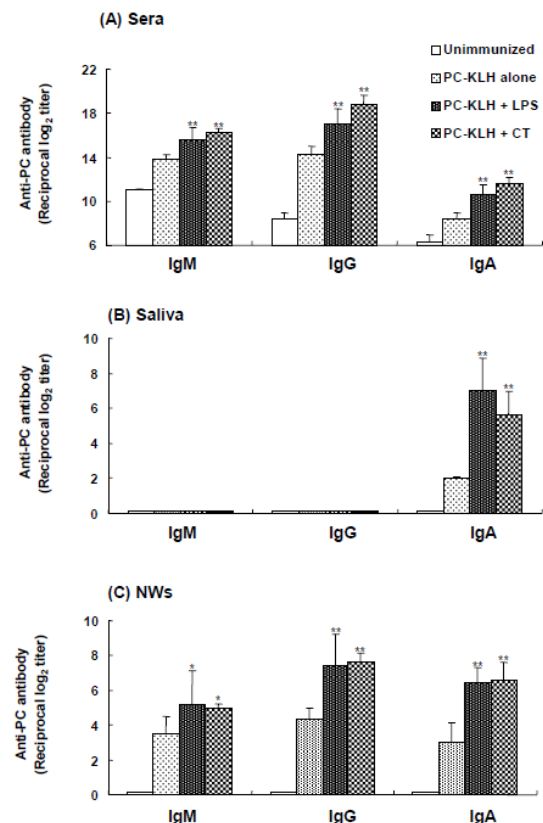 (A) Sera
Unimmunized
PC-KLH alone
PC-KLH + LPS
PC-KLH + CT
Anti-PC antibody
(Reciprocal log2 titer)
22
18
14
10
6
** **
** **
** **
IgM IgG IgA
(B) Saliva
Anti-PC antibody
(Reciprocal log2 titer)
10
8
6
4
2
0
** **
IgM IgG IgA
(C) NWs
Anti-PC antibody
(Reciprocal log2 titer)
10
8
6
4
2
0
* *
** **
** **
IgM IgG IgA